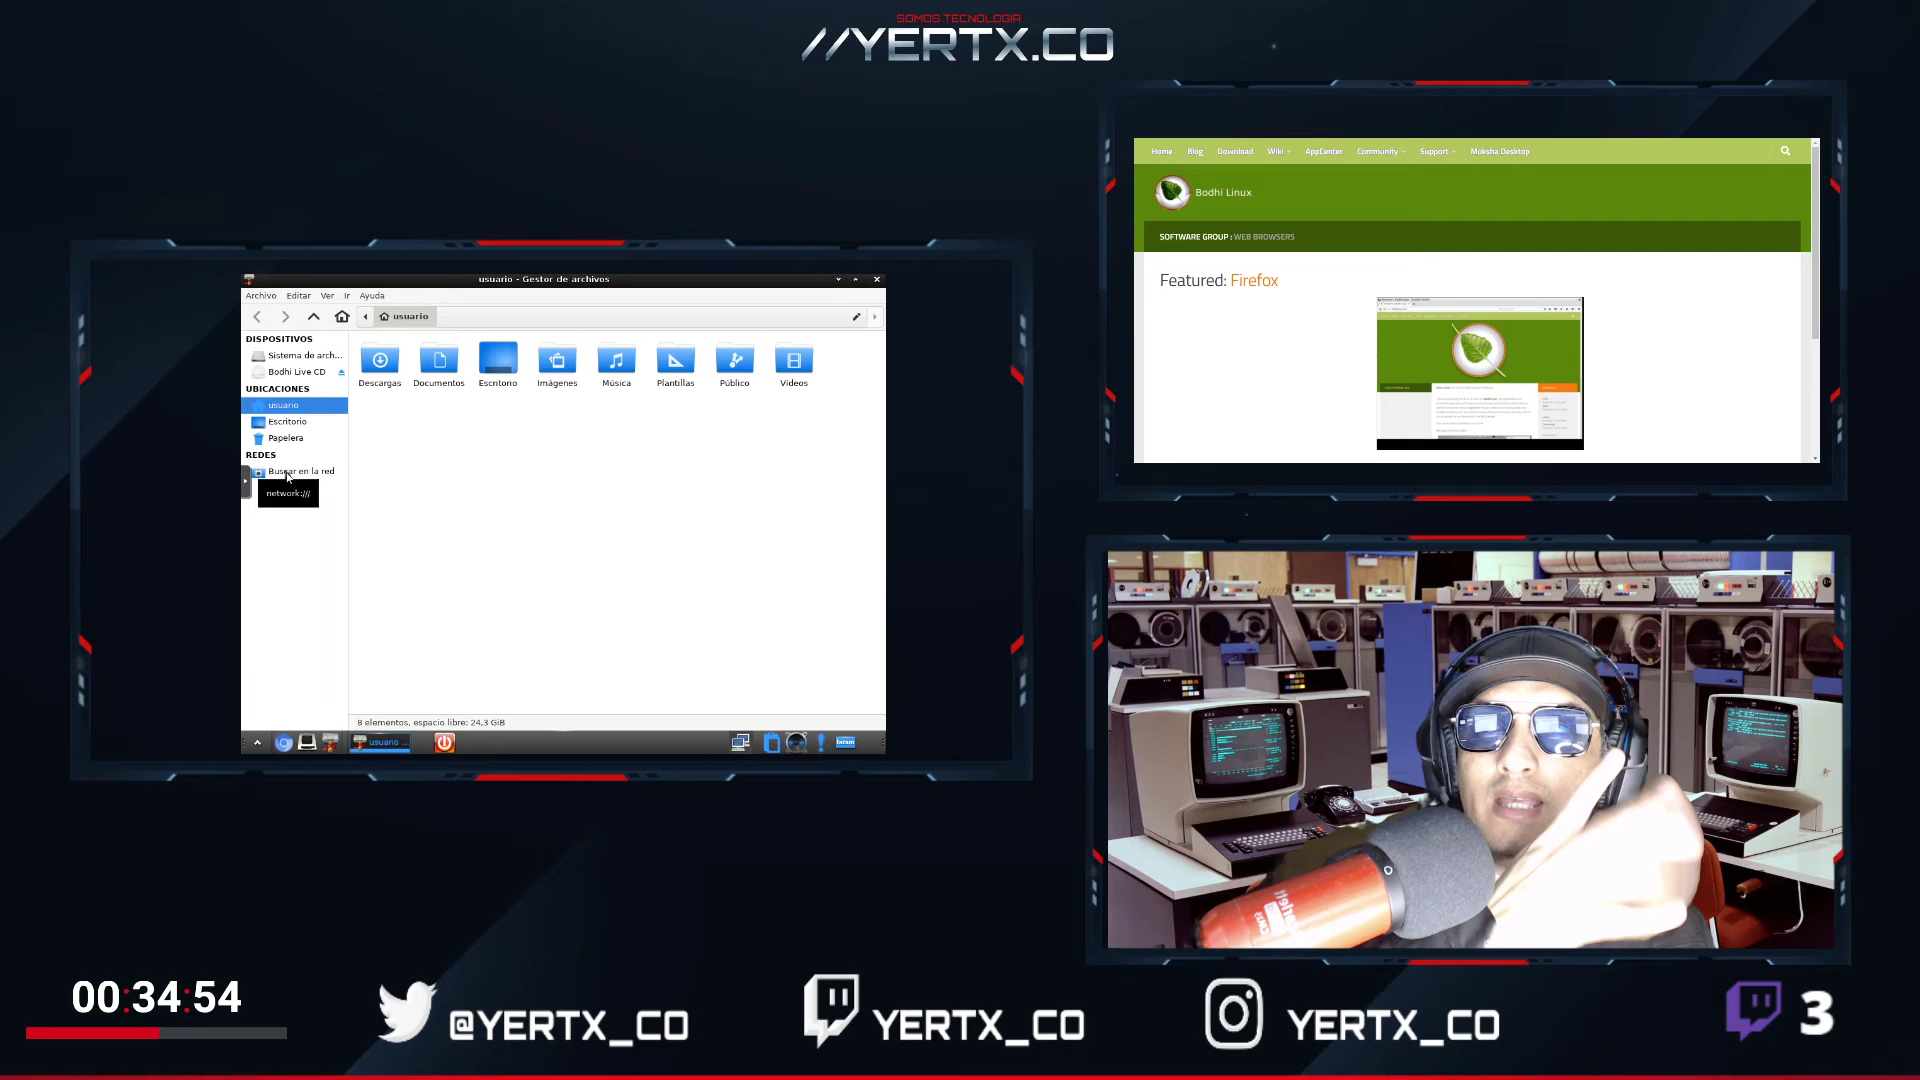 SOMOS TECNOLOGIA
//YERTX.CO
usuario - Gestor de archivos
Archivo Editar Ver Ir Ayuda
usuario
DISPOSITIVOS
Sistema de arch...
Bodhi Live CD
UBICACIONES
usuario
Escritorio
Papelera
REDES
Buscar en la red
network:///
Descargas Documentos Escritorio Imágenes Música Plantillas Público Videos
8 elementos, espacio libre: 24,3 GiB
usuario ...
latam
Home Blog Download Wiki AppCenter Community Support Moksha Desktop
Bodhi Linux
SOFTWARE GROUP : WEB BROWSERS
Featured: Firefox
00:34:54
@YERTX_CO
YERTX_CO
YERTX_CO
3